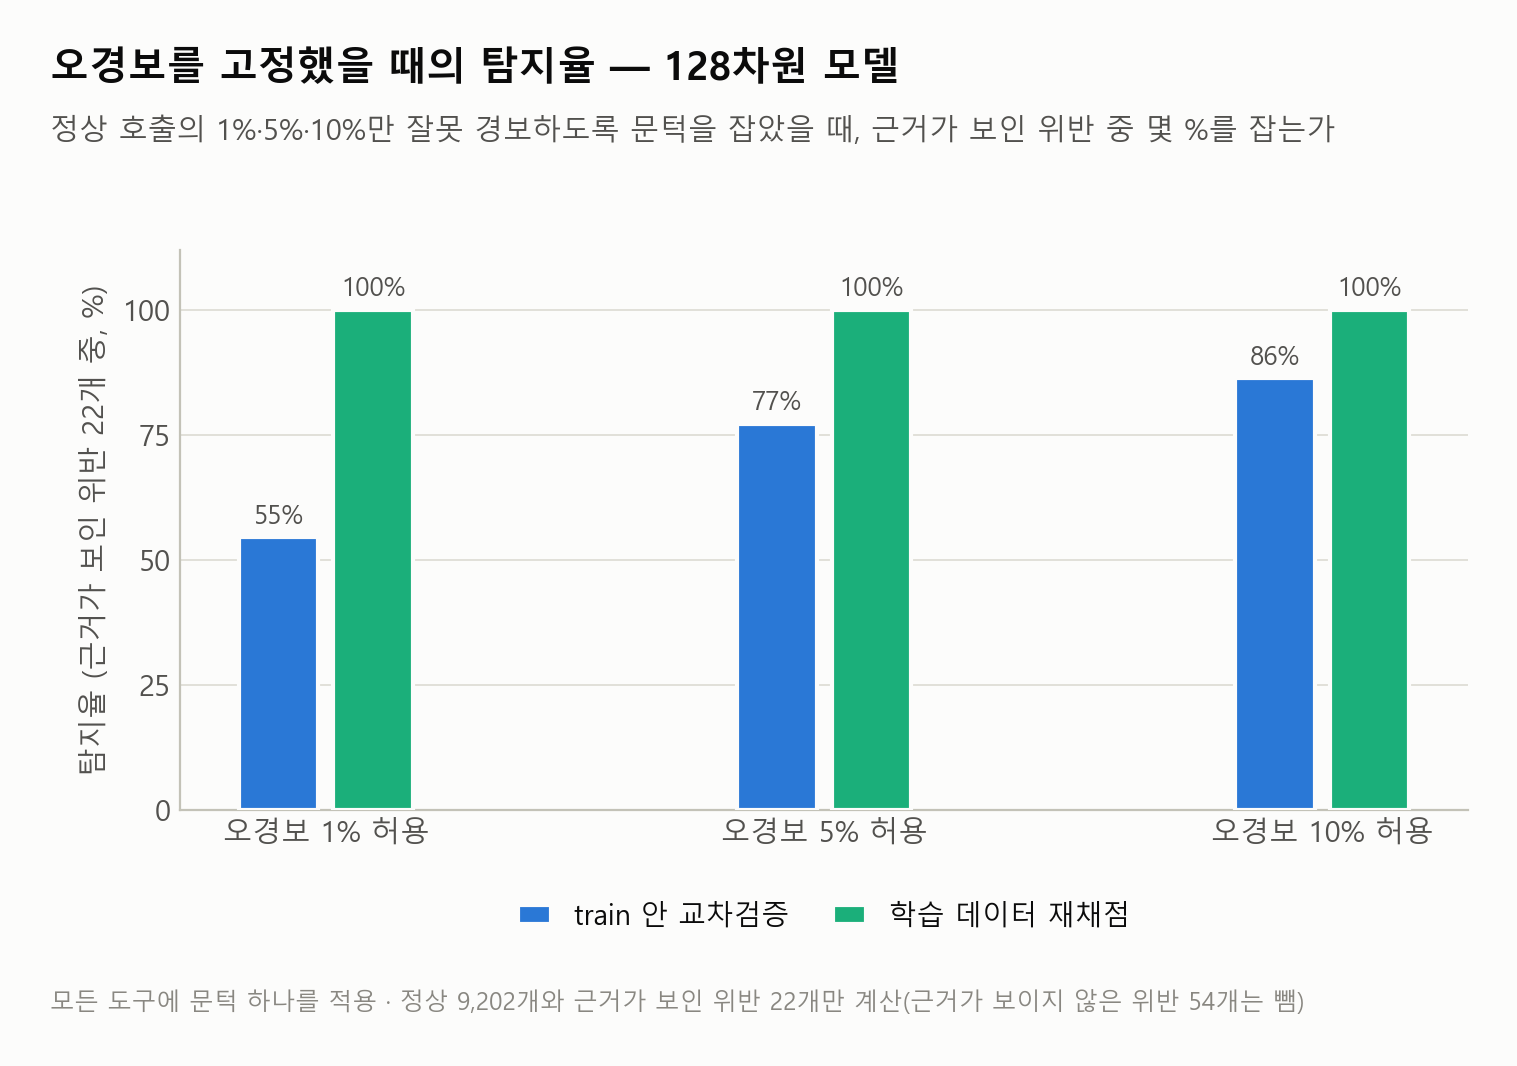 오경보를 고정했을 때의 탐지율 — 128차원 모델
정상 호출의 1%·5%·10%만 잘못 경보하도록 문턱을 잡았을 때, 근거가 보인 위반 중 몇 %를 잡는가
탐지율 (근거가 보인 위반 22개 중, %)
100
75
50
25
0
55%
100%
77%
100%
86%
100%
오경보 1% 허용
오경보 5% 허용
오경보 10% 허용
train 안 교차검증
학습 데이터 재채점
모든 도구에 문턱 하나를 적용 · 정상 9,202개와 근거가 보인 위반 22개만 계산(근거가 보이지 않은 위반 54개는 뺌)